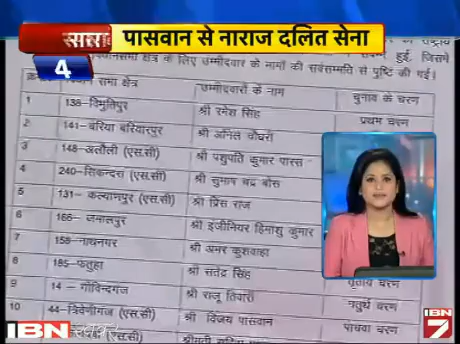 पासवान से नाराज दलित सेना
4
क्षेत्र के लिए उम्मीदवार के नामों की सर्वसम्मति से पुष्टि की गई।
सभा क्षेत्र उम्मीदवारों के नाम चुनाव के चरण
1 138-विभुतिपुर श्री रमेश सिंह प्रथम चरण
2 141-बरिया बरियारपुर श्री अनिल चौधरी
3 148-अलौली (एस.सी) श्री पशुपति कुमार पारस
4 240-सिकन्दरा (एस.सी) श्री सुभाष चंद्र बोस
5 131-कल्याणपुर (एस.सी) श्री प्रिंस राज
6 166-जमालपुर श्री इंजीनियर हिमांशु कुमार
7 158-नाथनगर श्री अमर कुशवाहा
8 185-फतुहा श्री सतेंद्र सिंह तृतीय चरण
9 14-गोविन्दगंज श्री राजू तिवारी चतुर्थ चरण
10 44-त्रिवेणीगंज (एस.सी) श्री विजय पासवान पांचवा चरण
IBN
IBN 7